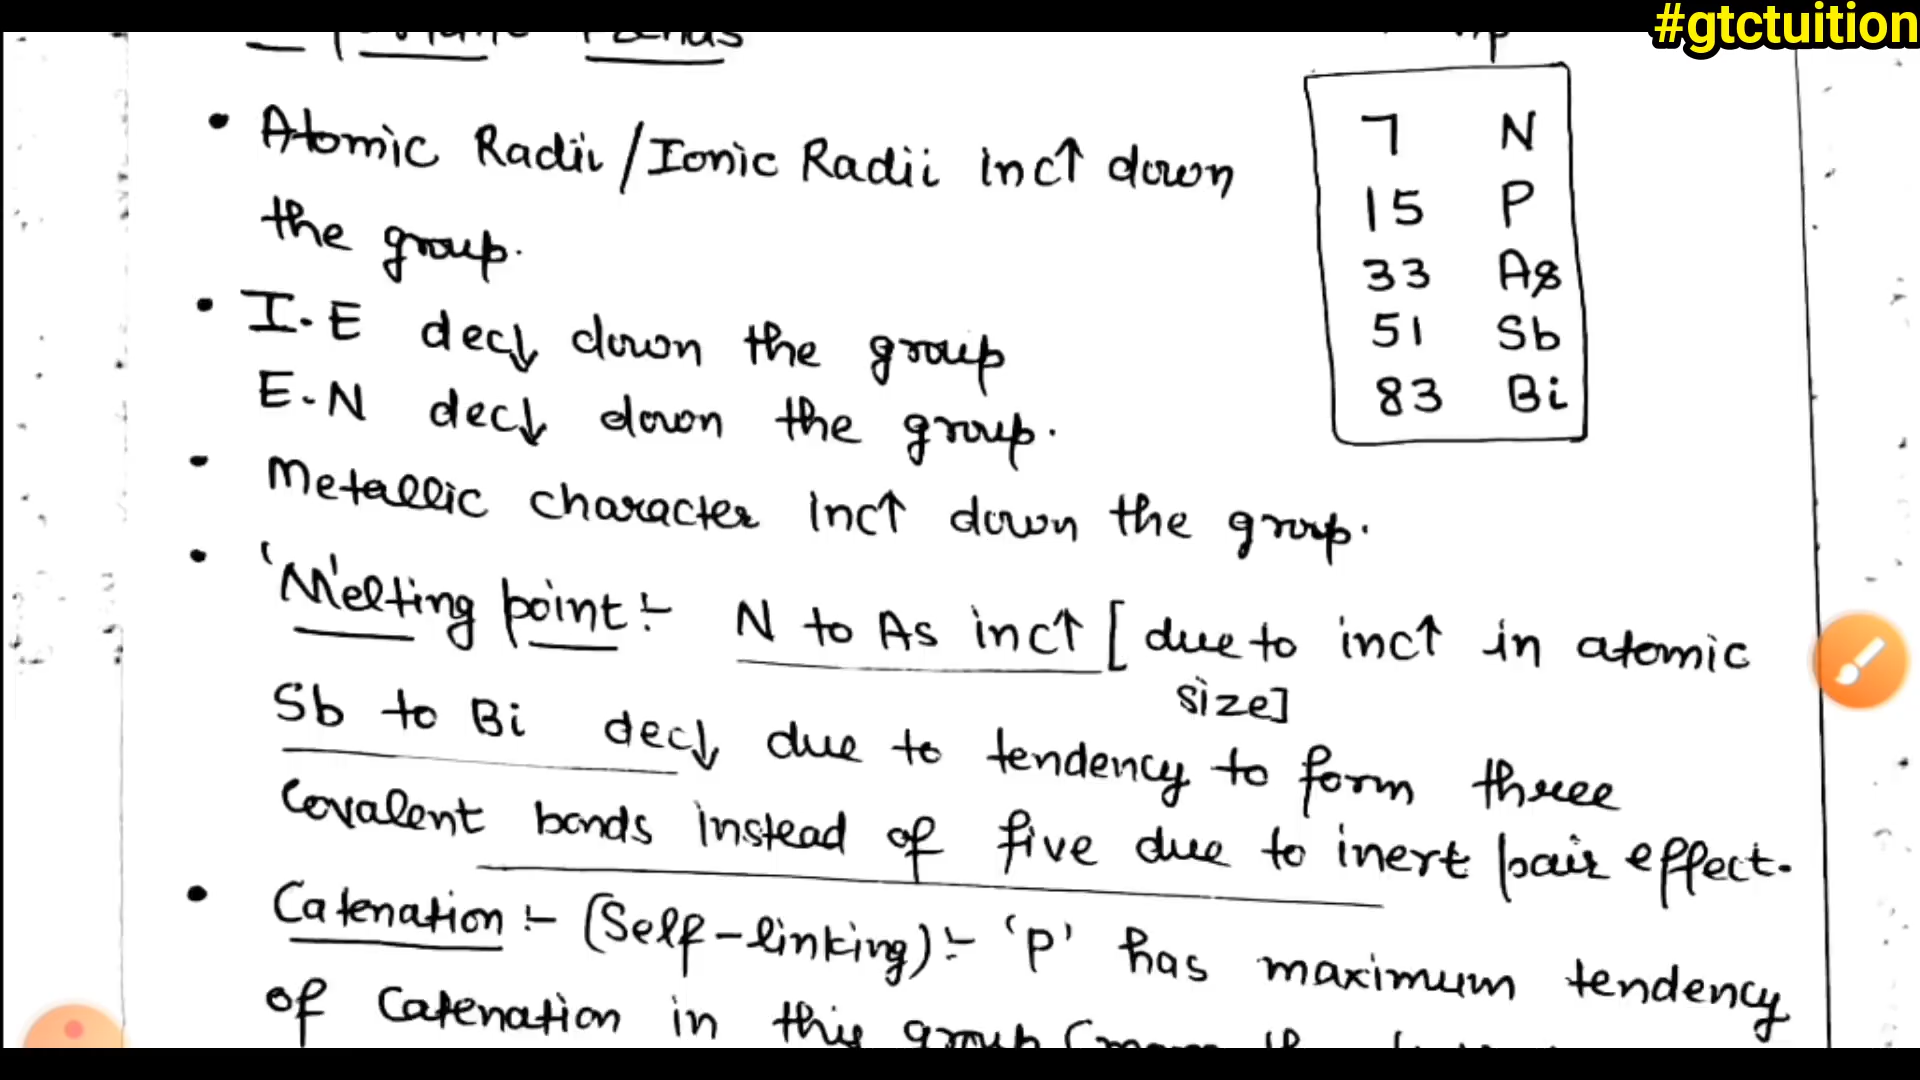 #gtctuition
• Atomic Radii/Ionic Radii inc↑ down
the group.
• I.E dec↓ down the group
E.N dec↓ down the group.
• Metallic character inc↑ down the group.
• 'Melting point:- N to As inc↑ [due to inc↑ in atomic
size]
Sb to Bi dec↓ due to tendency to form three
covalent bonds instead of five due to inert pair effect.
• Catenation:- (Self-linking):- 'P' has maximum tendency
of catenation in this group
7 N
15 P
33 As
51 Sb
83 Bi